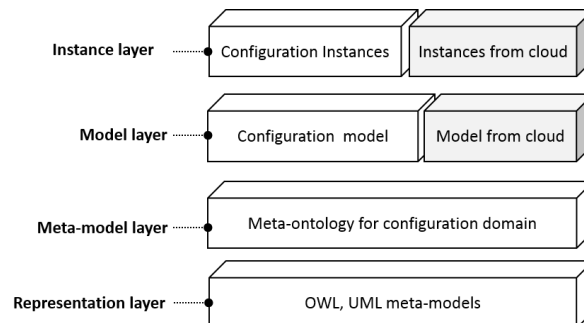 Instance layer
Configuration Instances
Instances from cloud
Model layer
Configuration model
Model from cloud
Meta-model layer
Meta-ontology for configuration domain
Representation layer
OWL, UML meta-models